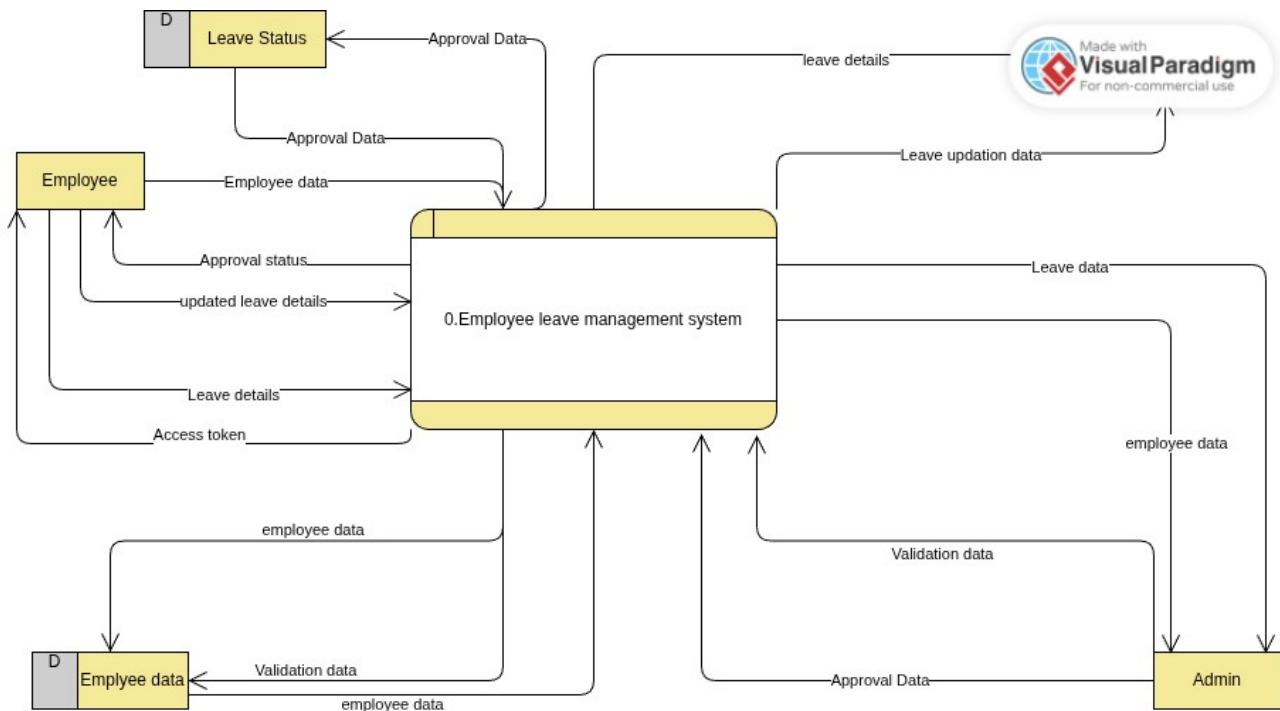 D
Leave Status
Approval Data
leave details
Made with
VisualParadigm
For non-commercial use
Approval Data
Leave updation data
Employee
Employee data
Approval status
Leave data
updated leave details
0.Employee leave management system
Leave details
Access token
employee data
employee data
Validation data
D
Emplyee data
Validation data
employee data
Approval Data
Admin